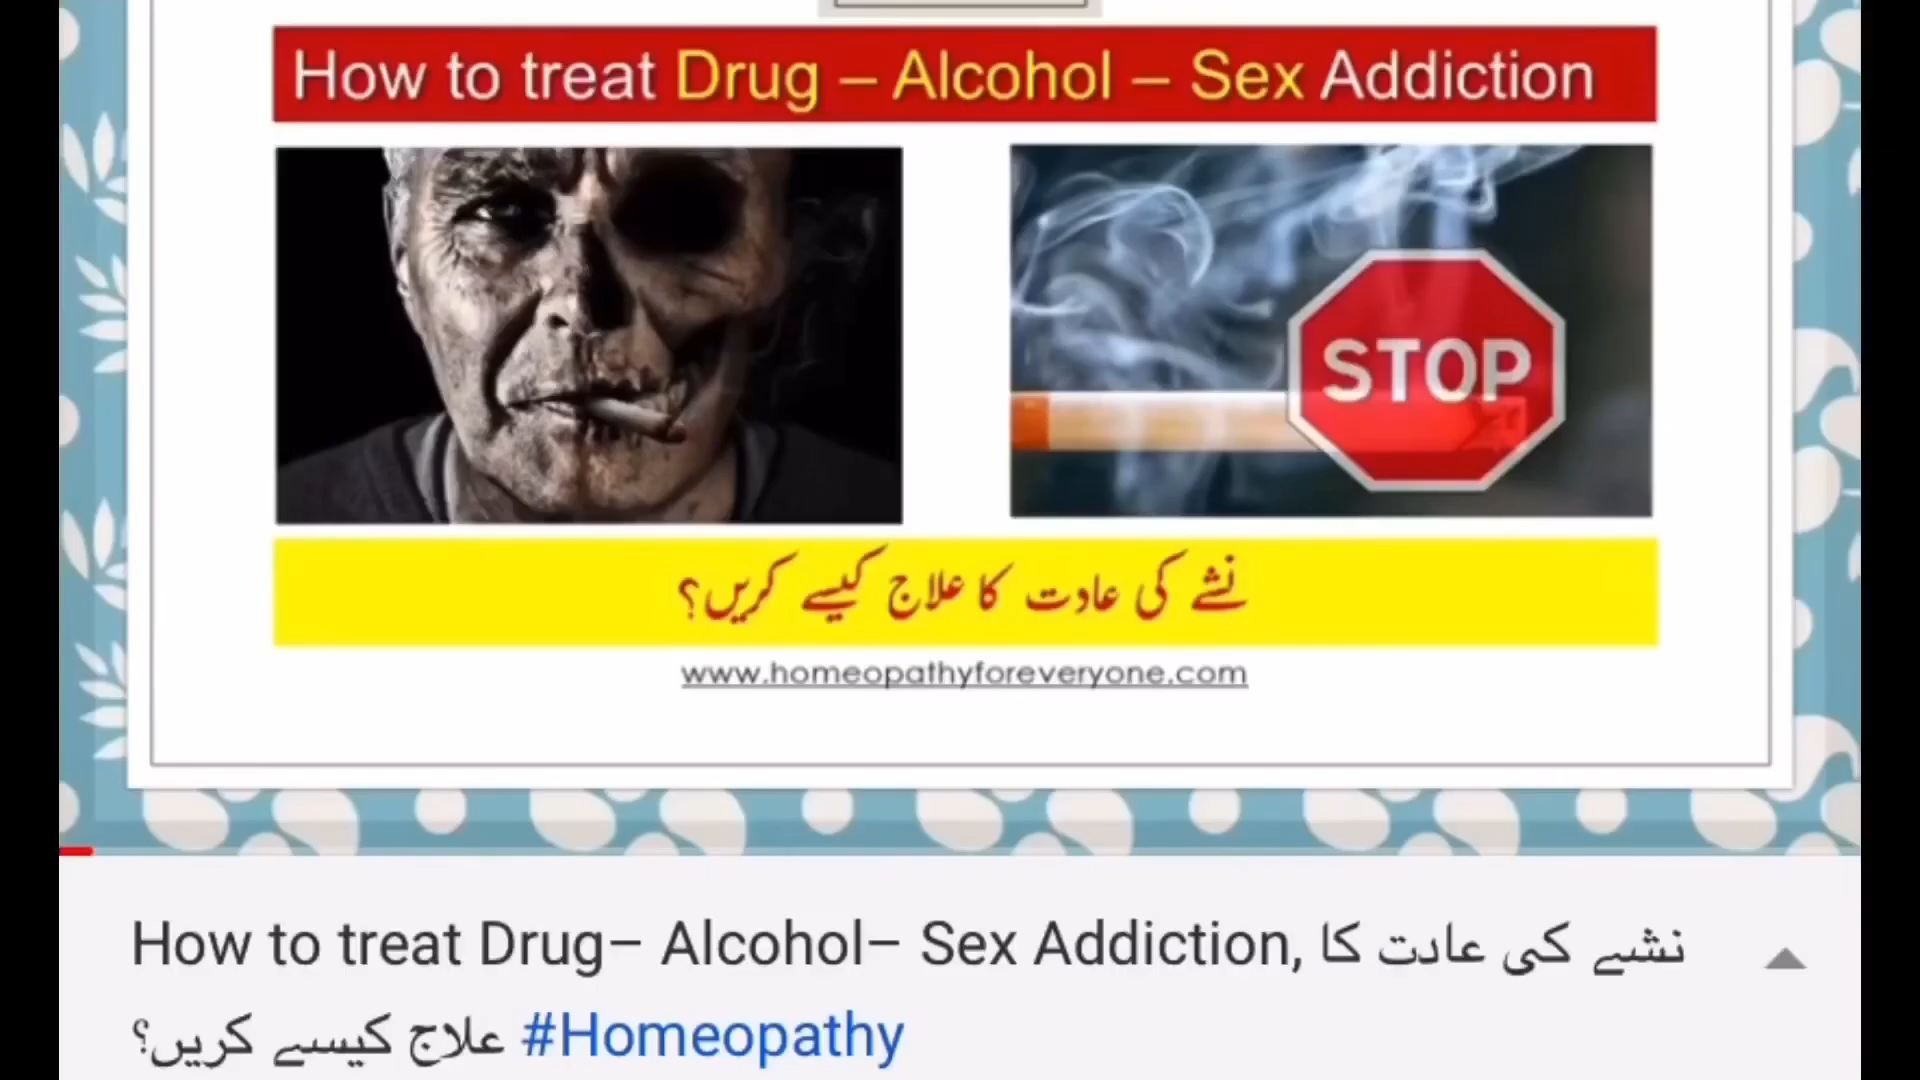 How to treat Drug – Alcohol – Sex Addiction
STOP
نشے کی عادت کا علاج کیسے کریں؟
www.homeopathyforeveryone.com
How to treat Drug– Alcohol– Sex Addiction, نشے کی عادت کا
علاج کیسے کریں؟ #Homeopathy